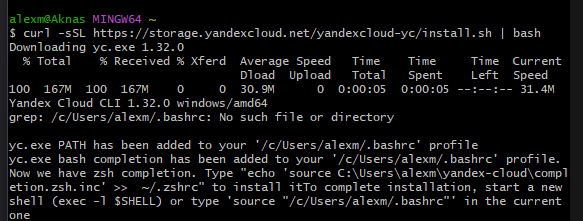 alexm@Aknas MINGW64 ~
$ curl -sSL https://storage.yandexcloud.net/yandexcloud-yc/install.sh | bash
Downloading yc.exe 1.32.0
% Total % Received % Xferd Average Speed Time Time Time Current
Dload Upload Total Spent Left Speed
100 167M 100 167M 0 0 30.9M 0 0:00:05 0:00:05 --:--:-- 31.4M
Yandex Cloud CLI 1.32.0 windows/amd64
grep: /c/Users/alexm/.bashrc: No such file or directory
yc.exe PATH has been added to your '/c/Users/alexm/.bashrc' profile
yc.exe bash completion has been added to your '/c/Users/alexm/.bashrc' profile.
Now we have zsh completion. Type "echo 'source C:\Users\alexm\yandex-cloud\compl
etion.zsh.inc' >>  ~/.zshrc" to install itTo complete installation, start a new
shell (exec -l $SHELL) or type 'source "/c/Users/alexm/.bashrc"' in the current
one